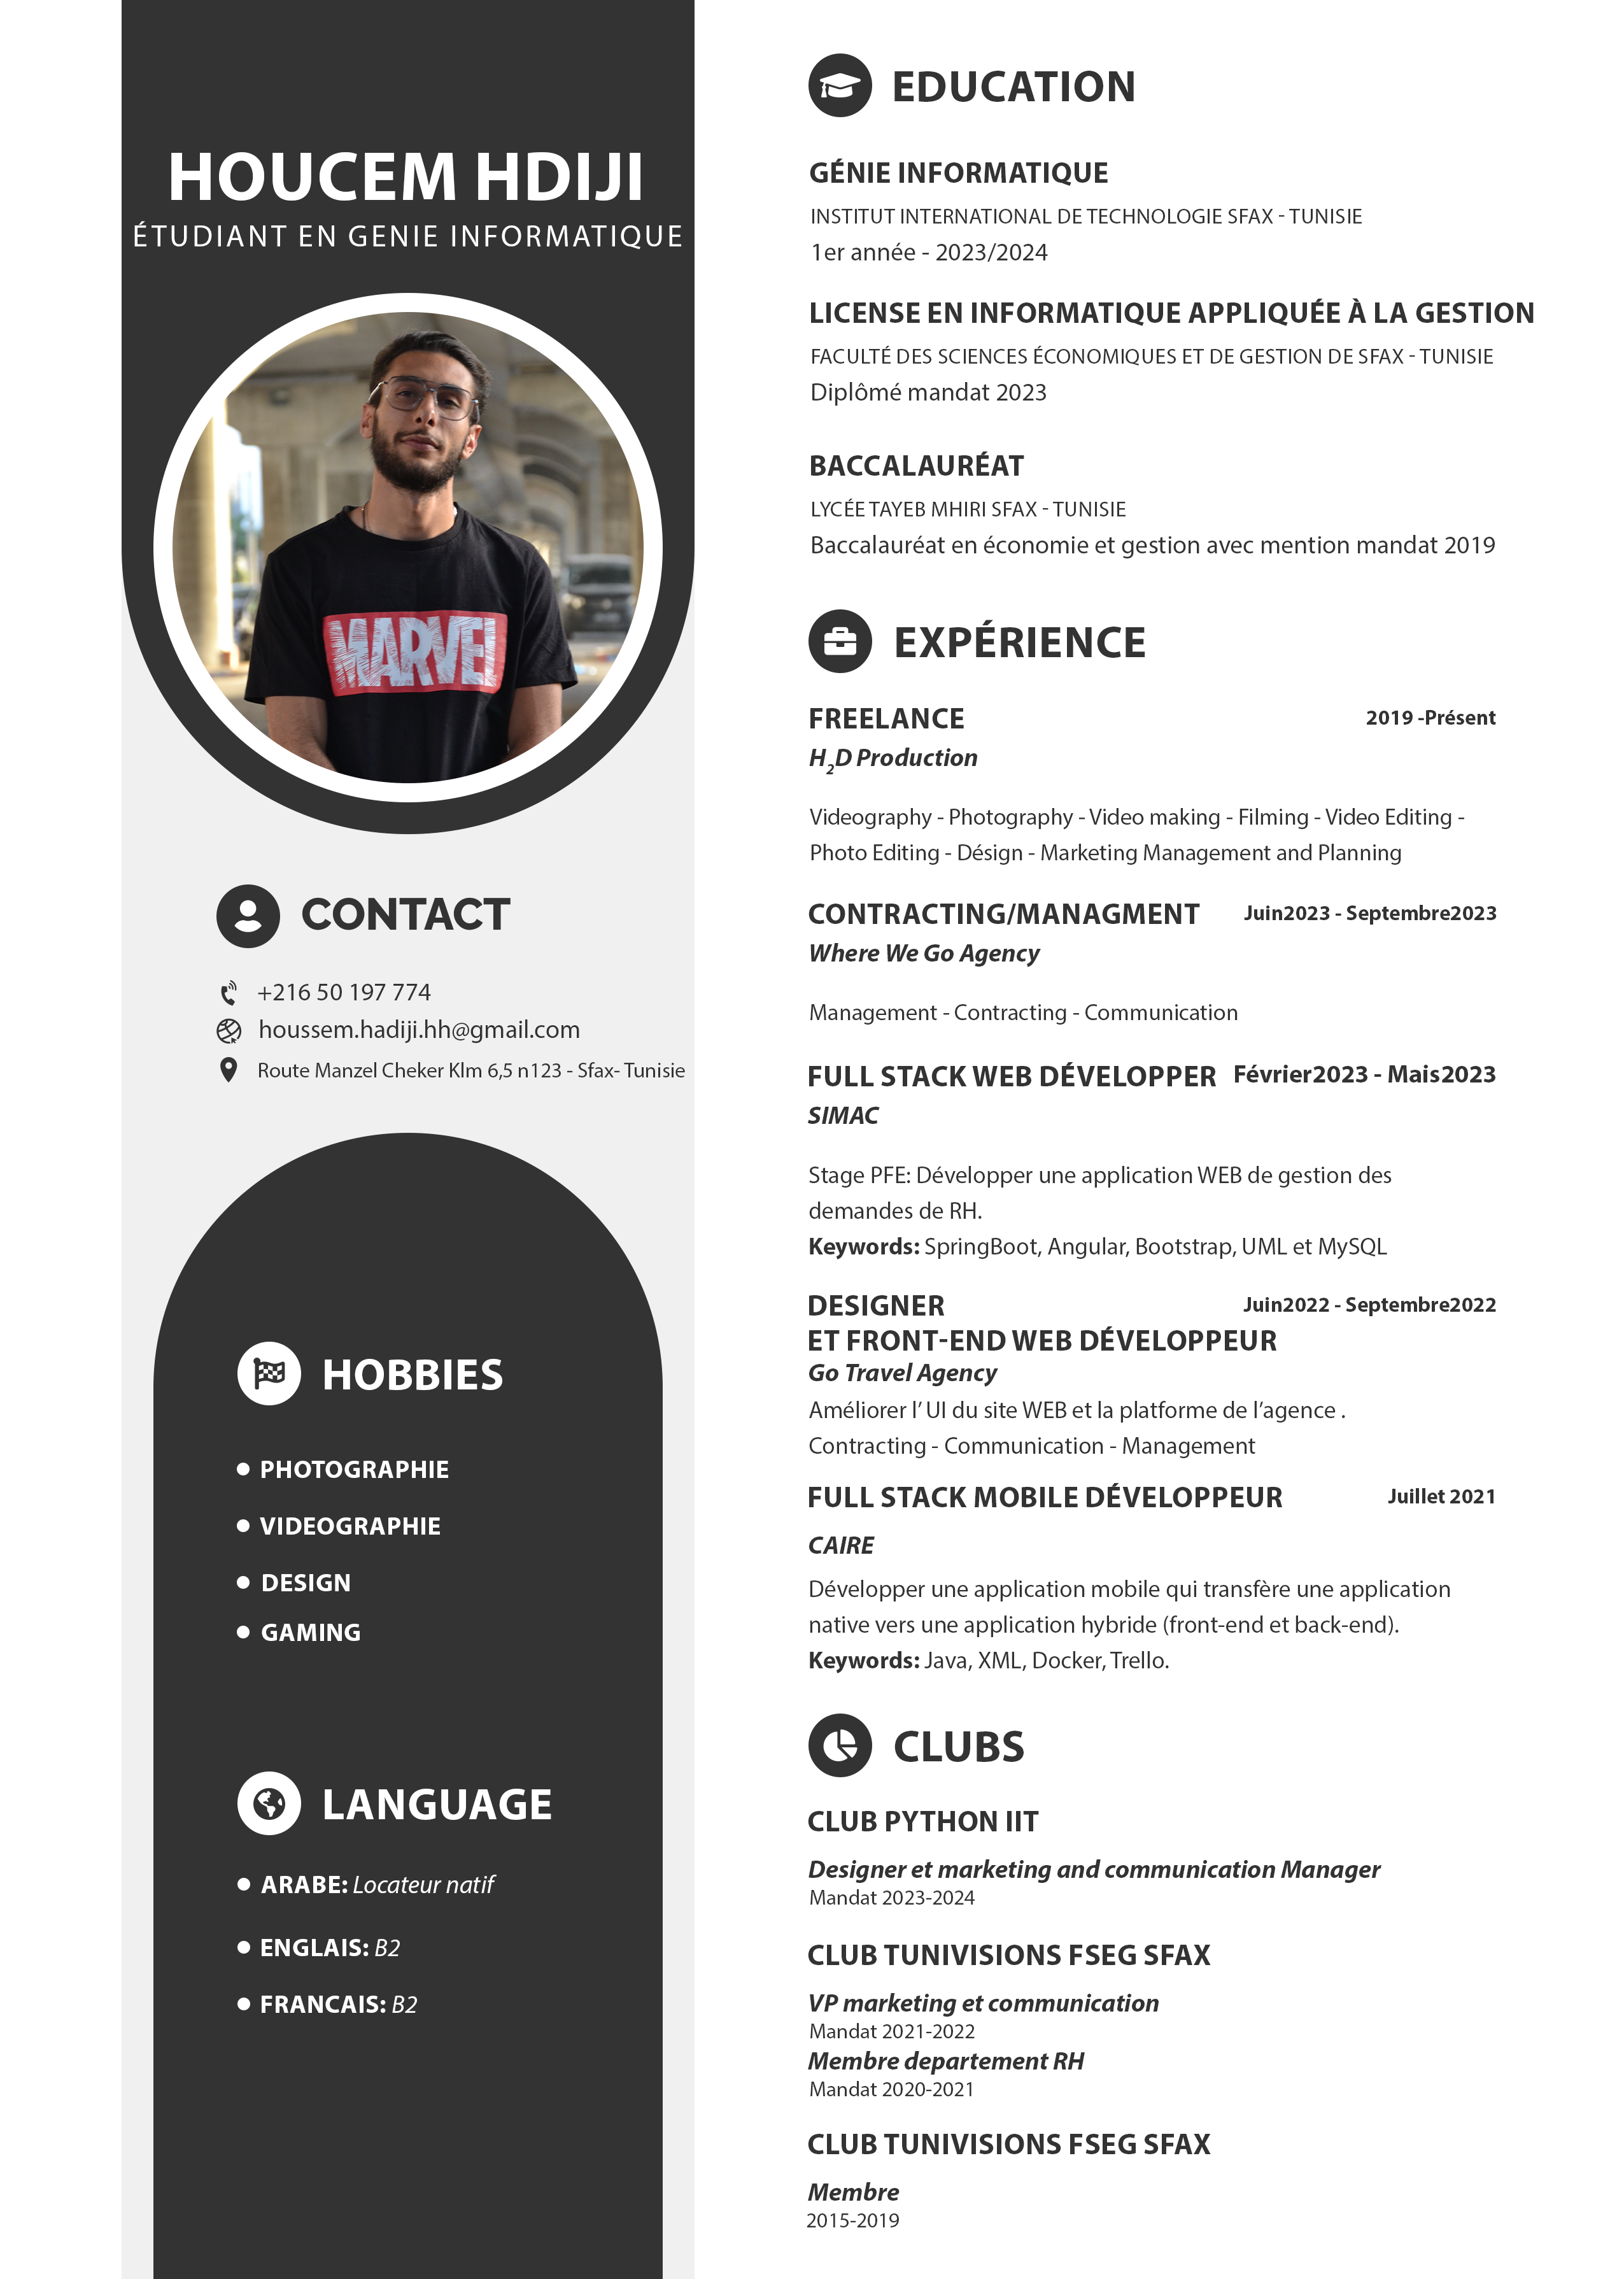 HOUCEM HDIJI
ÉTUDIANT EN GENIE INFORMATIQUE
MARVEL
CONTACT
+216 50 197 774
houssem.hadiji.hh@gmail.com
Route Manzel Cheker Klm 6,5 n123 - Sfax- Tunisie
HOBBIES
PHOTOGRAPHIE
VIDEOGRAPHIE
DESIGN
GAMING
LANGUAGE
ARABE: Locateur natif
ENGLAIS: B2
FRANCAIS: B2
EDUCATION
GÉNIE INFORMATIQUE
INSTITUT INTERNATIONAL DE TECHNOLOGIE SFAX - TUNISIE
1er année - 2023/2024
LICENSE EN INFORMATIQUE APPLIQUÉE À LA GESTION
FACULTÉ DES SCIENCES ÉCONOMIQUES ET DE GESTION DE SFAX - TUNISIE
Diplômé mandat 2023
BACCALAURÉAT
LYCÉE TAYEB MHIRI SFAX - TUNISIE
Baccalauréat en économie et gestion avec mention mandat 2019
EXPÉRIENCE
FREELANCE 2019 -Présent
H₂D Production
Videography - Photography - Video making - Filming - Video Editing -
Photo Editing - Désign - Marketing Management and Planning
CONTRACTING/MANAGMENT Juin2023 - Septembre2023
Where We Go Agency
Management - Contracting - Communication
FULL STACK WEB DÉVELOPPER Février2023 - Mais2023
SIMAC
Stage PFE: Développer une application WEB de gestion des
demandes de RH.
Keywords: SpringBoot, Angular, Bootstrap, UML et MySQL
DESIGNER Juin2022 - Septembre2022
ET FRONT-END WEB DÉVELOPPEUR
Go Travel Agency
Améliorer l' UI du site WEB et la platforme de l'agence .
Contracting - Communication - Management
FULL STACK MOBILE DÉVELOPPEUR Juillet 2021
CAIRE
Développer une application mobile qui transfère une application
native vers une application hybride (front-end et back-end).
Keywords: Java, XML, Docker, Trello.
CLUBS
CLUB PYTHON IIT
Designer et marketing and communication Manager
Mandat 2023-2024
CLUB TUNIVISIONS FSEG SFAX
VP marketing et communication
Mandat 2021-2022
Membre departement RH
Mandat 2020-2021
CLUB TUNIVISIONS FSEG SFAX
Membre
2015-2019